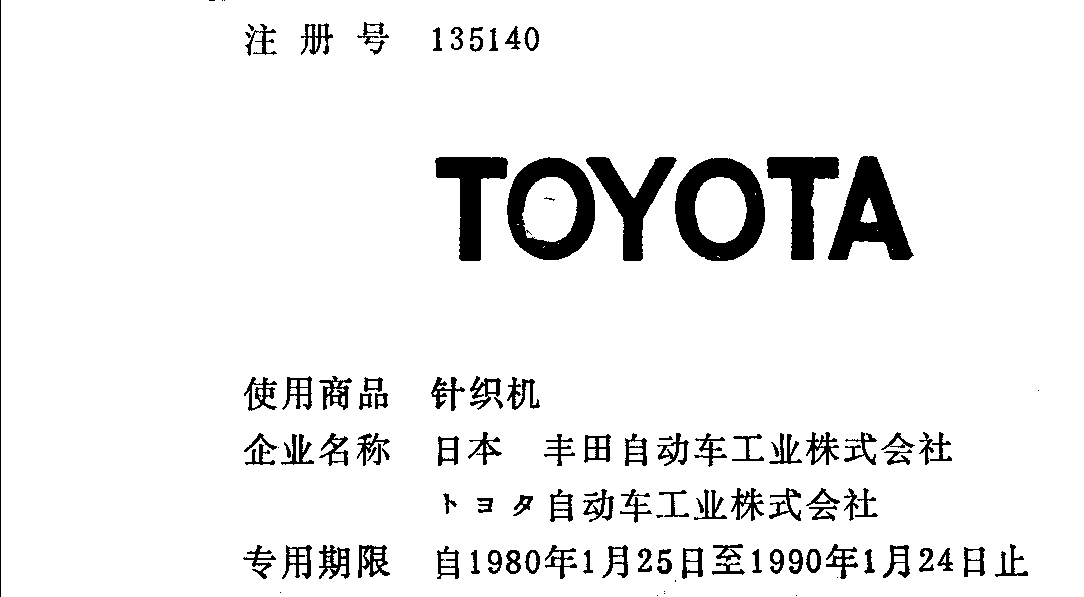 注册号 135140
TOYOTA
使用商品 针织机
企业名称 日本 丰田自动车工业株式会社
トヨタ自动车工业株式会社
专用期限 自1980年1月25日至1990年1月24日止